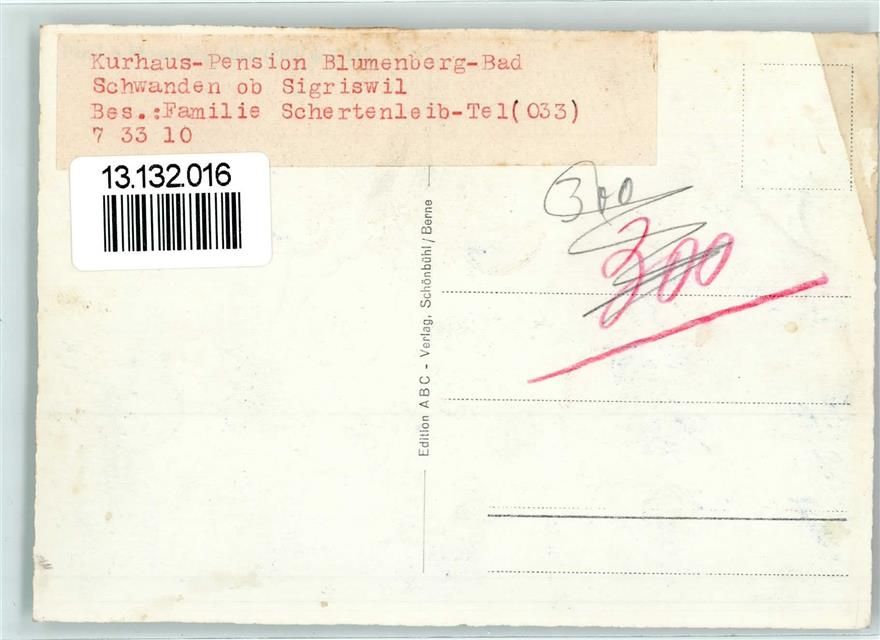 Kurhaus-Pension Blumenberg-Bad
Schwanden ob Sigriswil
Bes.:Familie Schertenleib-Tel(033)
7 33 10
13.132.016
Edition ABC - Verlag, Schönbühl / Berne
300
300